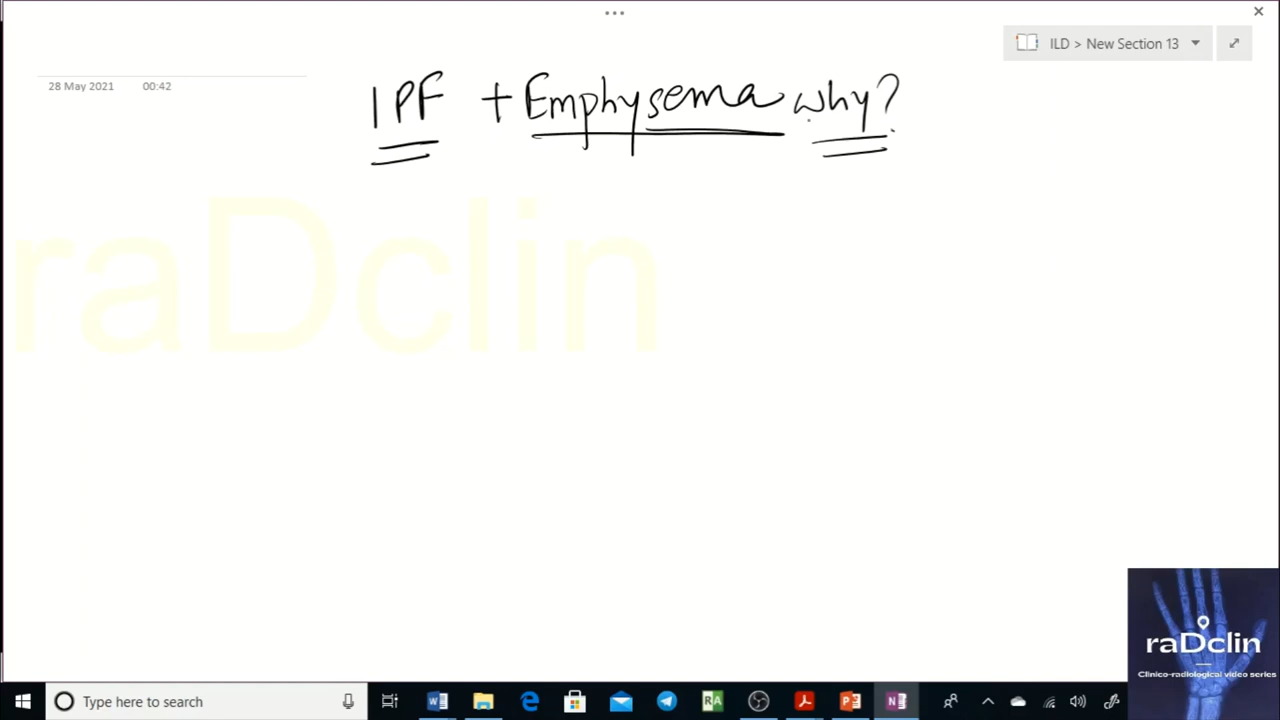 ILD > New Section 13
28 May 2021 00:42
IPF + Emphysema why?
raDclin
raDclin
Clinico-radiological video series
Type here to search